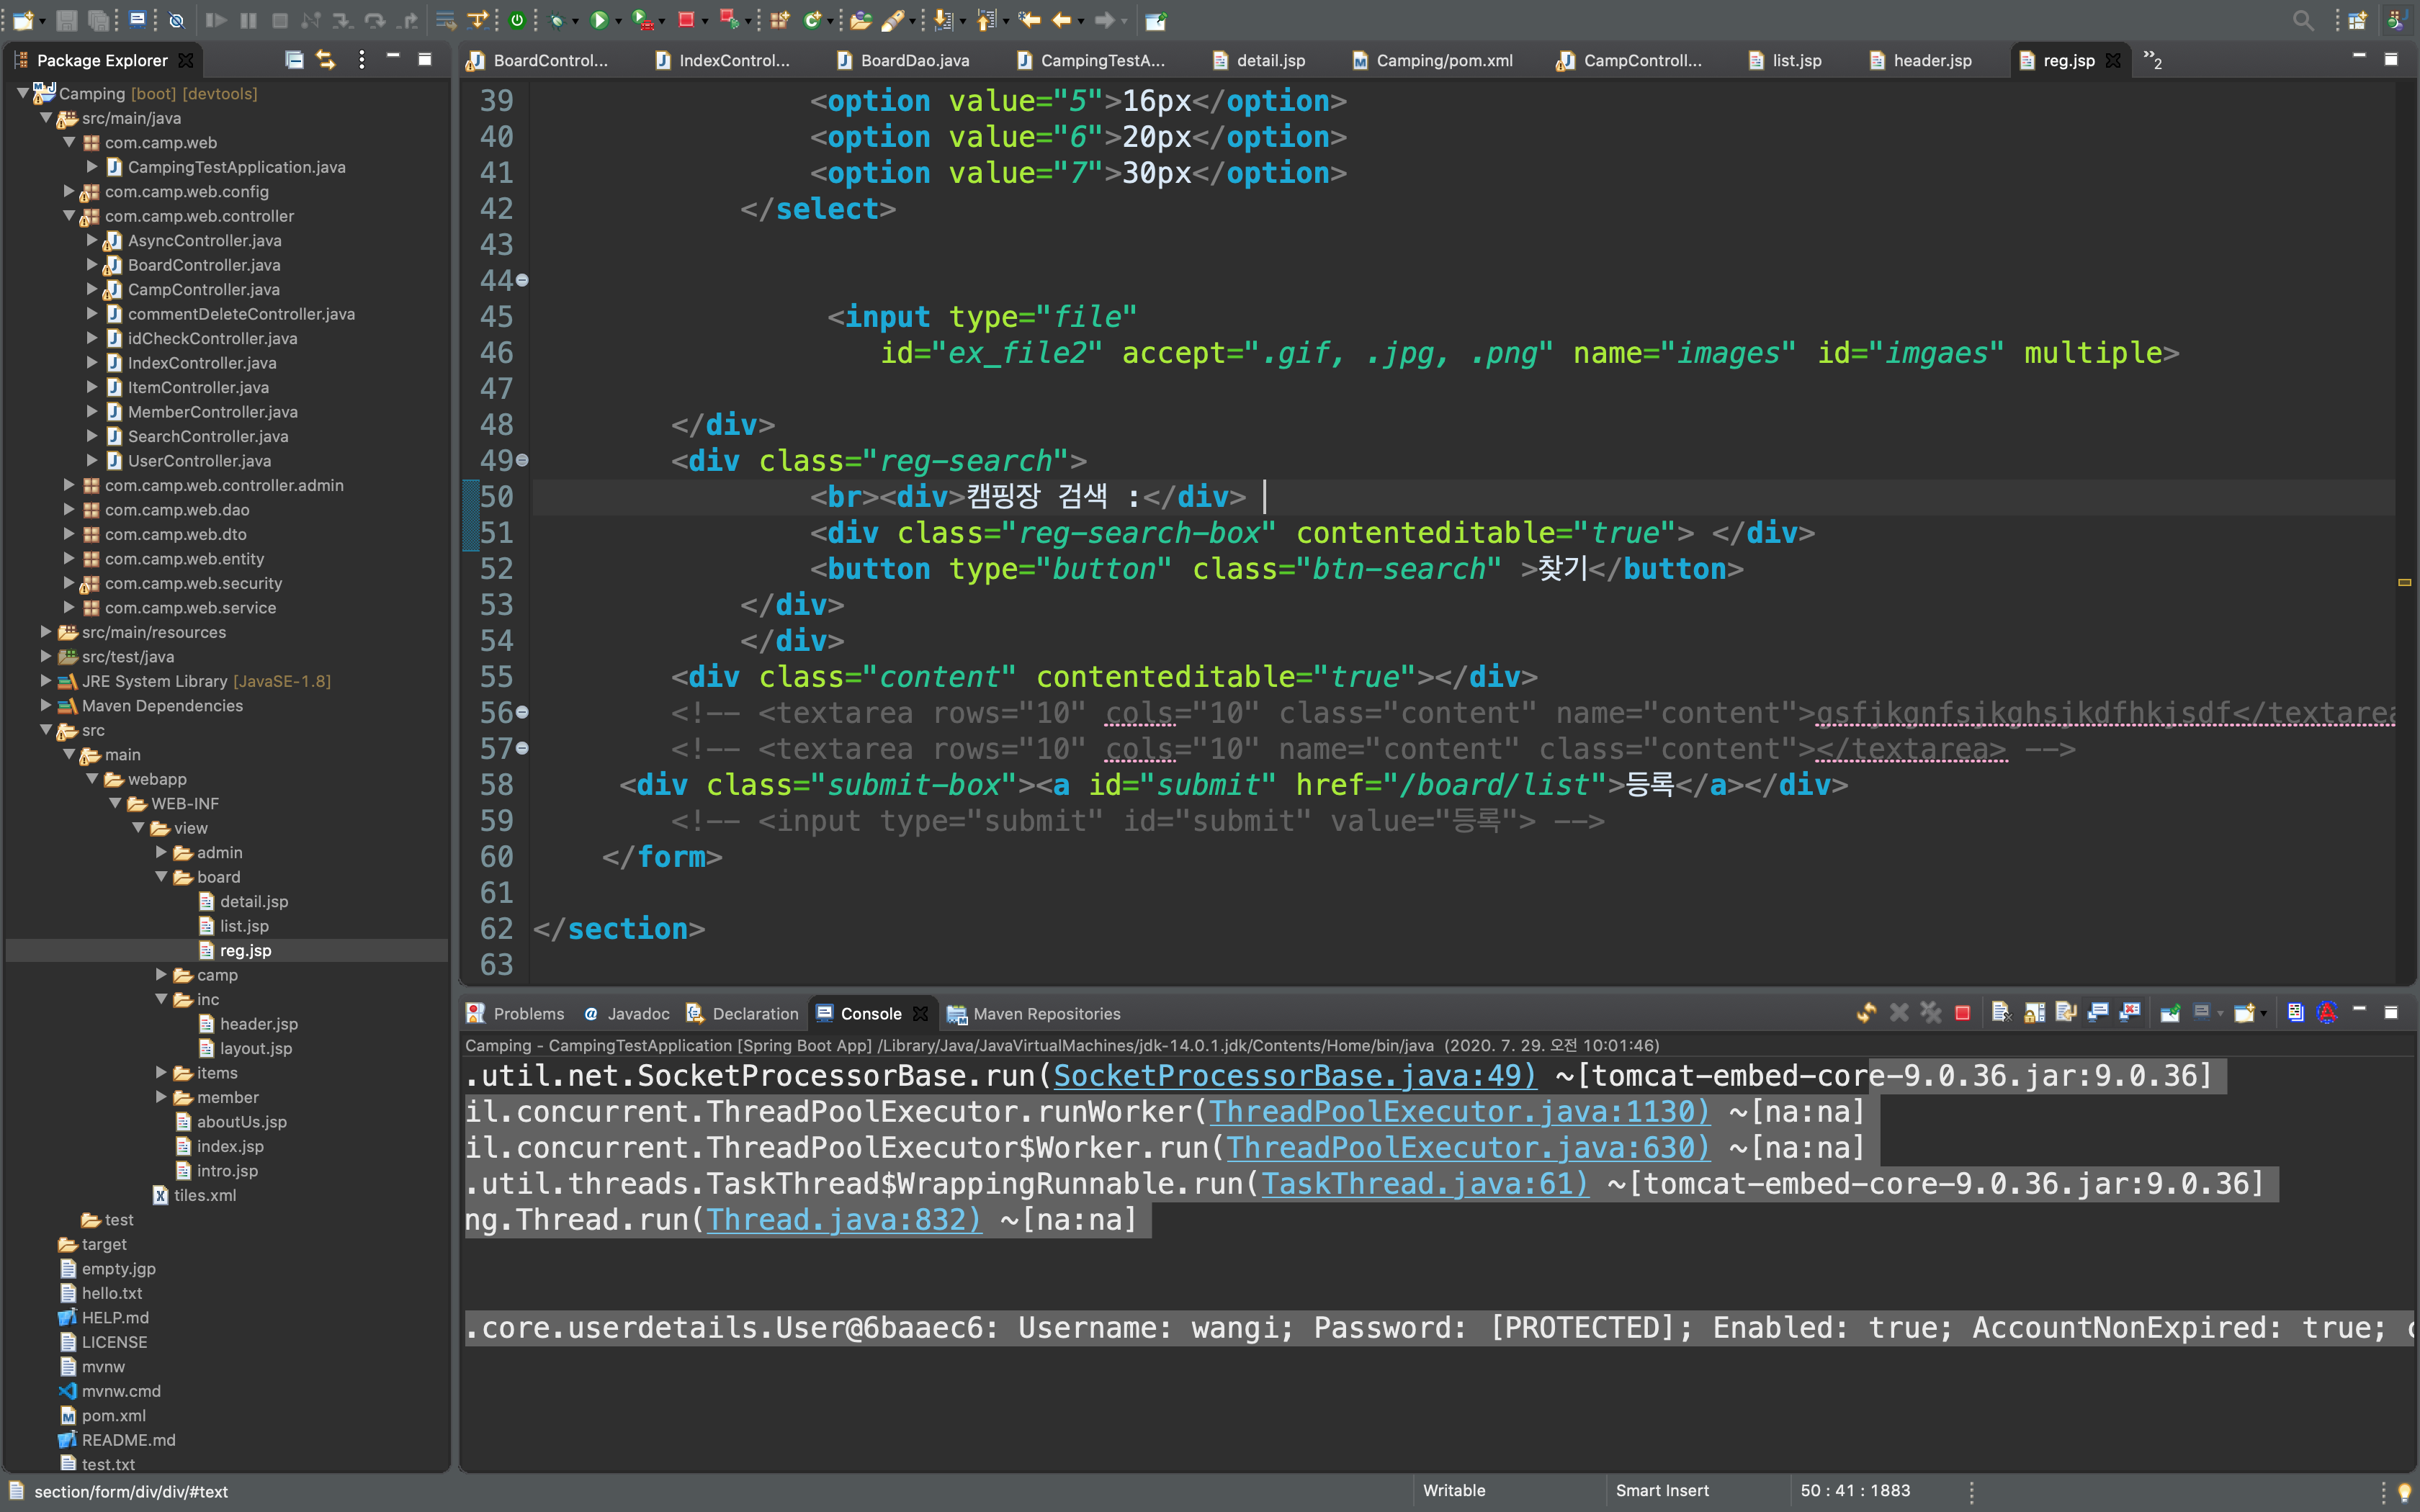 Package Explorer
Camping [boot] [devtools]
src/main/java
com.camp.web
CampingTestApplication.java
com.camp.web.config
com.camp.web.controller
AsyncController.java
BoardController.java
CampController.java
commentDeleteController.java
idCheckController.java
IndexController.java
ItemController.java
MemberController.java
SearchController.java
UserController.java
com.camp.web.controller.admin
com.camp.web.dao
com.camp.web.dto
com.camp.web.entity
com.camp.web.security
com.camp.web.service
src/main/resources
src/test/java
JRE System Library [JavaSE-1.8]
Maven Dependencies
src
main
webapp
WEB-INF
view
admin
board
detail.jsp
list.jsp
reg.jsp
camp
inc
header.jsp
layout.jsp
items
member
aboutUs.jsp
index.jsp
intro.jsp
tiles.xml
test
target
empty.jgp
hello.txt
HELP.md
LICENSE
mvnw
mvnw.cmd
pom.xml
README.md
test.txt
BoardControl... IndexControl... BoardDao.java CampingTestA... detail.jsp Camping/pom.xml CampControll... list.jsp header.jsp reg.jsp »2
39 <option value="5">16px</option>
40 <option value="6">20px</option>
41 <option value="7">30px</option>
42 </select>
43
44
45 <input type="file"
46 id="ex_file2" accept=".gif, .jpg, .png" name="images" id="imgaes" multiple>
47
48 </div>
49 <div class="reg-search">
50 <br><div>캠핑장 검색 :</div>
51 <div class="reg-search-box" contenteditable="true"> </div>
52 <button type="button" class="btn-search" >찾기</button>
53 </div>
54 </div>
55 <div class="content" contenteditable="true"></div>
56 <!-- <textarea rows="10" cols="10" class="content" name="content">gsfjkgnfsjkghsjkdfhkjsdf</textarea
57 <!-- <textarea rows="10" cols="10" name="content" class="content"></textarea> -->
58 <div class="submit-box"><a id="submit" href="/board/list">등록</a></div>
59 <!-- <input type="submit" id="submit" value="등록"> -->
60 </form>
61
62 </section>
63
Problems Javadoc Declaration Console Maven Repositories
Camping - CampingTestApplication [Spring Boot App] /Library/Java/JavaVirtualMachines/jdk-14.0.1.jdk/Contents/Home/bin/java (2020. 7. 29. 오전 10:01:46)
.util.net.SocketProcessorBase.run(SocketProcessorBase.java:49) ~[tomcat-embed-core-9.0.36.jar:9.0.36]
il.concurrent.ThreadPoolExecutor.runWorker(ThreadPoolExecutor.java:1130) ~[na:na]
il.concurrent.ThreadPoolExecutor$Worker.run(ThreadPoolExecutor.java:630) ~[na:na]
.util.threads.TaskThread$WrappingRunnable.run(TaskThread.java:61) ~[tomcat-embed-core-9.0.36.jar:9.0.36]
ng.Thread.run(Thread.java:832) ~[na:na]
.core.userdetails.User@6baaec6: Username: wangi; Password: [PROTECTED]; Enabled: true; AccountNonExpired: true;
section/form/div/div/#text Writable Smart Insert 50 : 41 : 1883